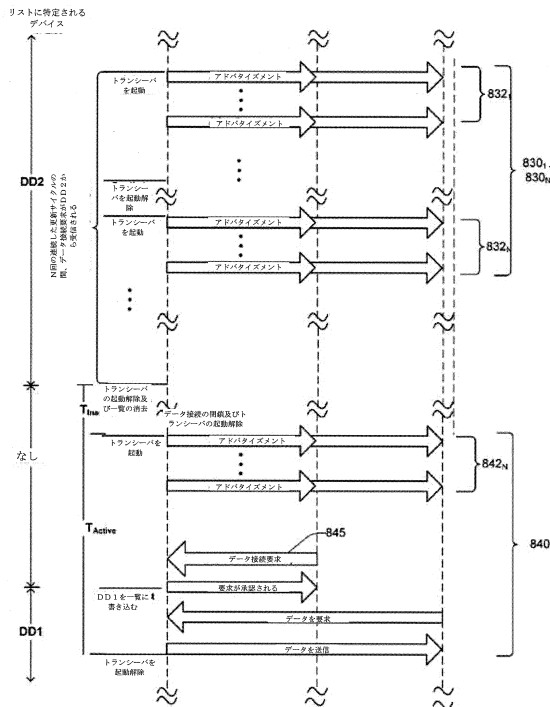 リストに特定される
デバイス
トランシーバ
を起動
アドバタイズメント
832₁
アドバタイズメント
830₁ .
830N
DD2
N回の連続した更新サイクルの
間、データ接続要求がDD2か
ら受信される
トランシー
バを起動解
除
トランシーバ
を起動
アドバタイズメント
832N
アドバタイズメント
トランシーバ
の起動解除及
び一覧の消去
TIna
データ接続の閉鎖及びト
ランシーバの起動解除
トランシーバを
起動
アドバタイズメント
842N
アドバタイズメント
なし
TActive
845
データ接続要求
840
要求が承認される
DD1を一覧に
書き込む
データを要求
DD1
データを送信
トランシーバを
起動解除